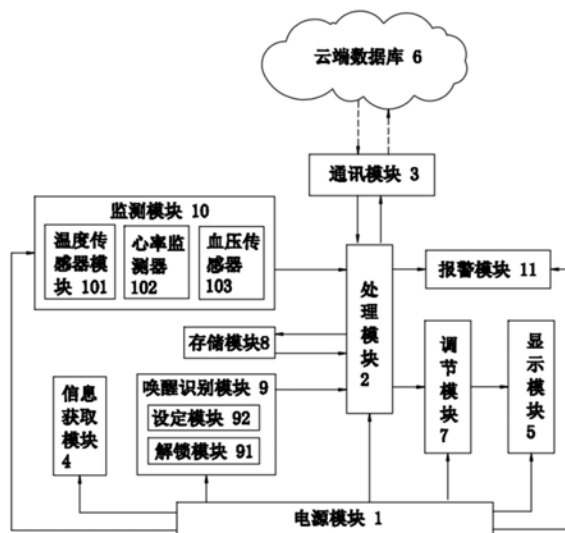 云端数据库 6
通讯模块 3
监测模块 10
温度传
感器模
块 101
心率监
测器
102
血压传
感器
103
处
理
模
块
2
报警模块 11
存储模块8
调
节
模
块
7
显
示
模
块
5
信息
获取
模块
4
唤醒识别模块 9
设定模块 92
解锁模块 91
电源模块 1